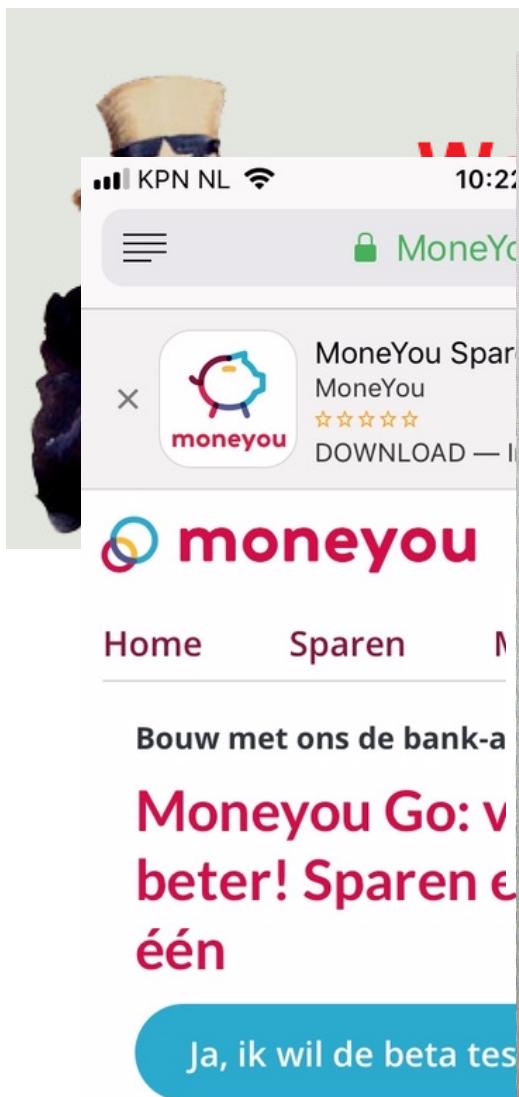 KPN NL 10:22
MoneYo
MoneYou Spar
MoneYou
DOWNLOAD — I
moneyou
moneyou
Home Sparen
Bouw met ons de bank-a
Moneyou Go: v
beter! Sparen e
één
Ja, ik wil de beta tes